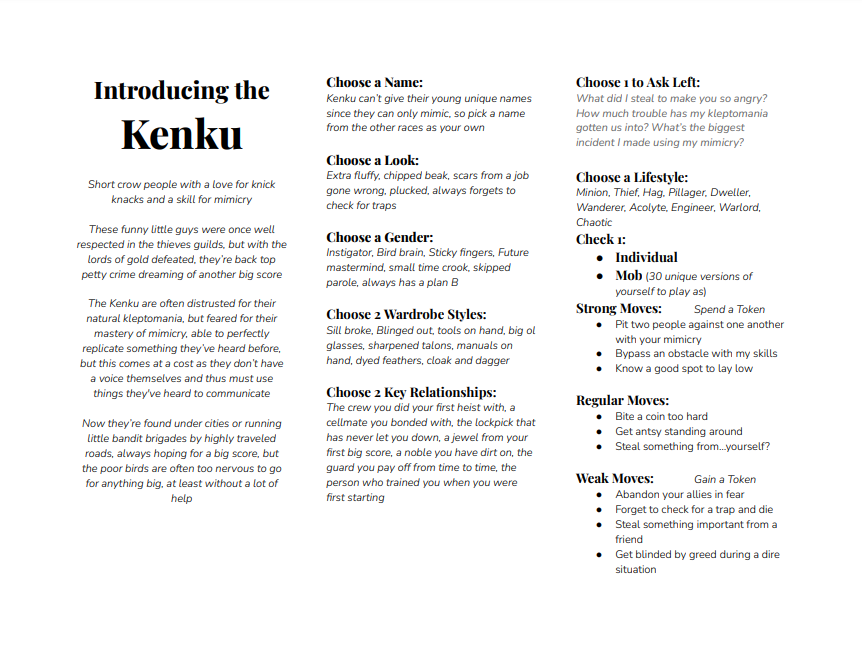 Introducing the
Kenku
Short crow people with a love for knick
knacks and a skill for mimicry
These funny little guys were once well
respected in the thieves guilds, but with the
lords of gold defeated, they're back top
petty crime dreaming of another big score
The Kenku are often distrusted for their
natural kleptomania, but feared for their
mastery of mimicry, able to perfectly
replicate something they've heard before,
but this comes at a cost as they don't have
a voice themselves and thus must use
things they've heard to communicate
Now they're found under cities or running
little bandit brigades by highly traveled
roads, always hoping for a big score, but
the poor birds are often too nervous to go
for anything big, at least without a lot of
help
Choose a Name:
Kenku can't give their young unique names
since they can only mimic, so pick a name
from the other races as your own
Choose a Look:
Extra fluffy, chipped beak, scars from a job
gone wrong, plucked, always forgets to
check for traps
Choose a Gender:
Instigator, Bird brain, Sticky fingers, Future
mastermind, small time crook, skipped
parole, always has a plan B
Choose 2 Wardrobe Styles:
Sill broke, Blinged out, tools on hand, big ol
glasses, sharpened talons, manuals on
hand, dyed feathers, cloak and dagger
Choose 2 Key Relationships:
The crew you did your first heist with, a
cellmate you bonded with, the lockpick that
has never let you down, a jewel from your
first big score, a noble you have dirt on, the
guard you pay off from time to time, the
person who trained you when you were
first starting
Choose 1 to Ask Left:
What did I steal to make you so angry?
How much trouble has my kleptomania
gotten us into? What's the biggest
incident I made using my mimicry?
Choose a Lifestyle:
Minion, Thief, Hag, Pillager, Dweller,
Wanderer, Acolyte, Engineer, Warlord,
Chaotic
Check 1:
● Individual
● Mob (30 unique versions of
yourself to play as)
Strong Moves: Spend a Token
● Pit two people against one another
with your mimicry
● Bypass an obstacle with my skills
● Know a good spot to lay low
Regular Moves:
● Bite a coin too hard
● Get antsy standing around
● Steal something from...yourself?
Weak Moves: Gain a Token
● Abandon your allies in fear
● Forget to check for a trap and die
● Steal something important from a
friend
● Get blinded by greed during a dire
situation